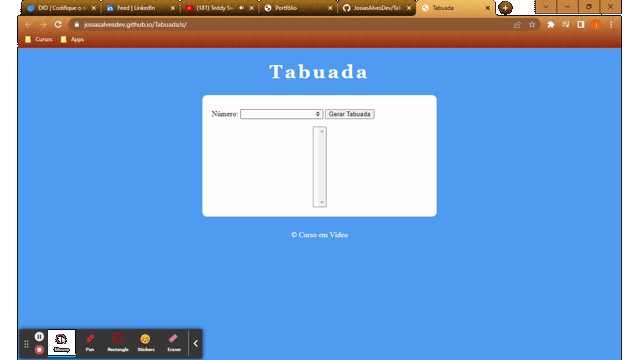 DIO | Codifique o s
Feed | LinkedIn
(181) Teddy S
Portfólio
JosiasAlvesDev/Tab
Tabuada
josiasalvesdev.github.io/TabuadaJs/
Cursos
Apps
Tabuada
Número:
Gerar Tabuada
© Curso em Vídeo
Pen
Rectangle
Stickers
Eraser